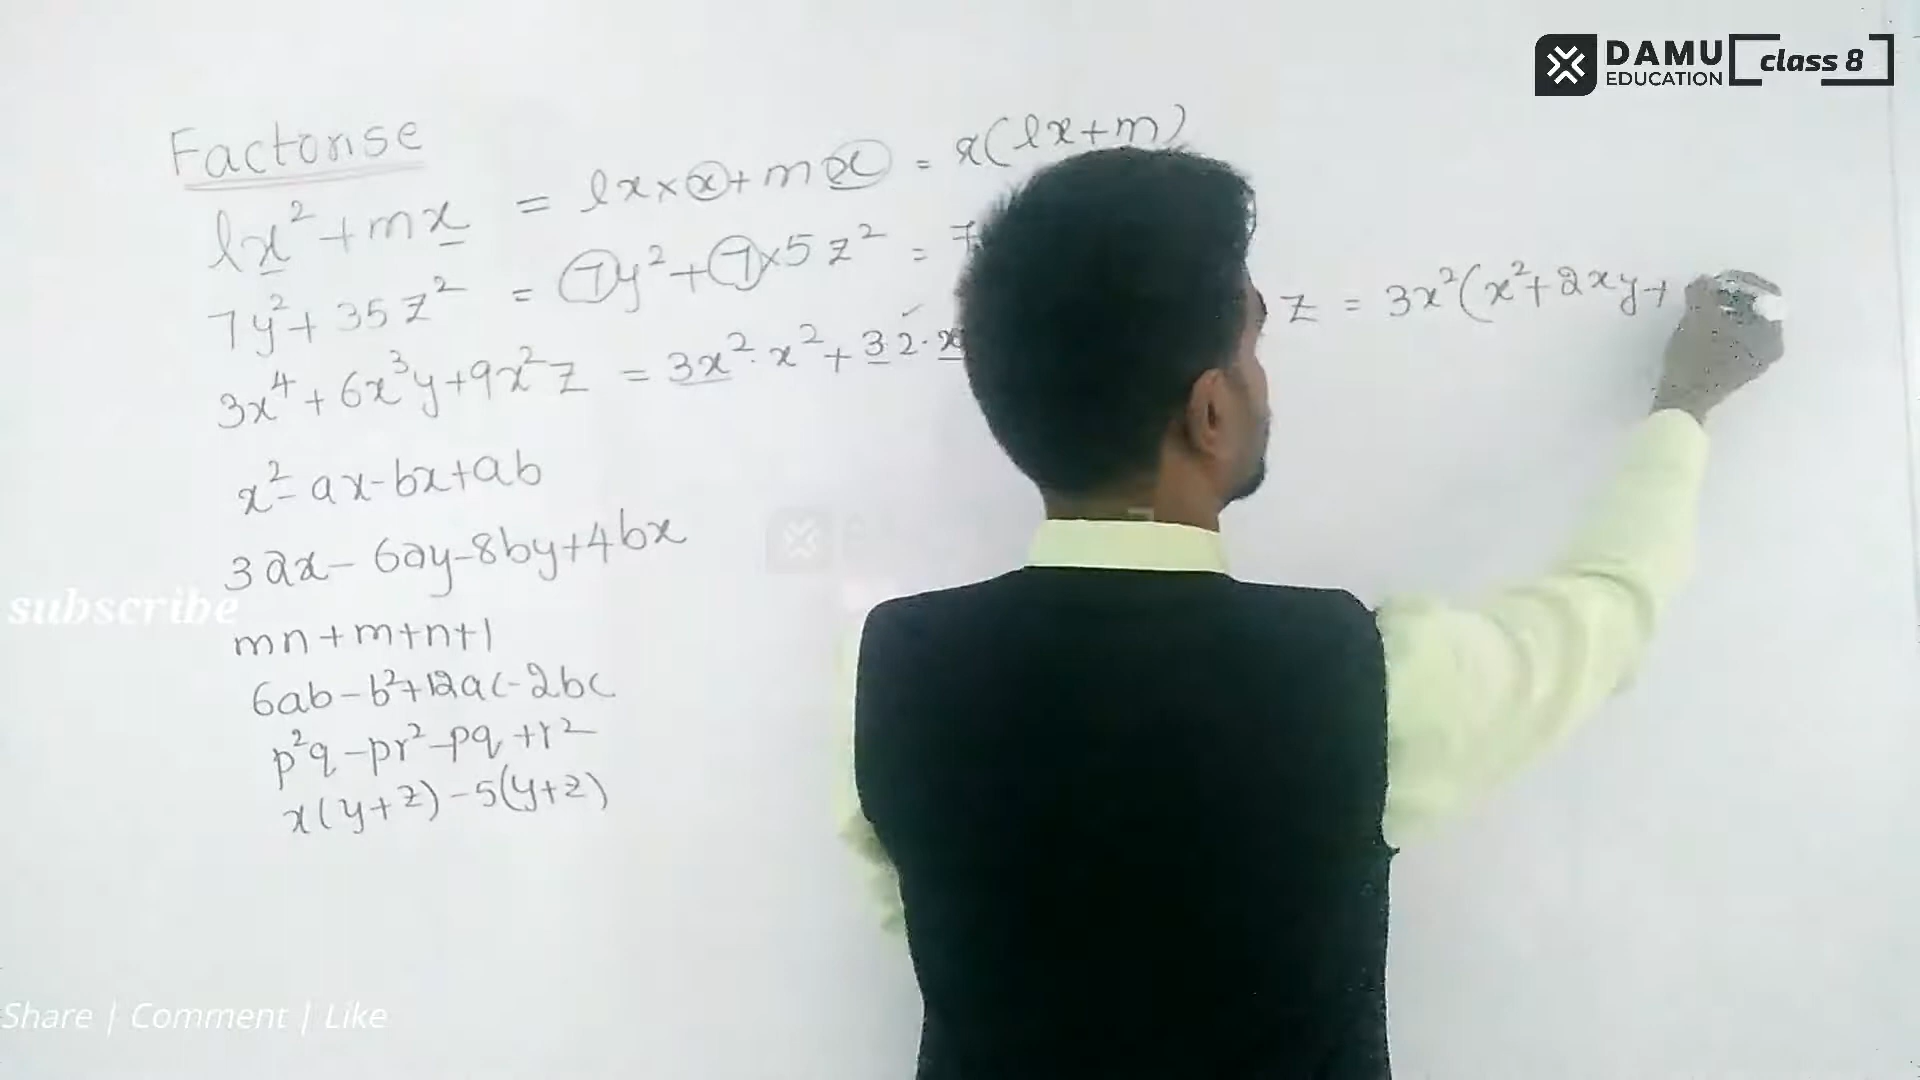 DAMU EDUCATION class 8
Factorise
lx² + mx = lx × x + mx = x(lx+m)
7y² + 35z² = 7y² + 7×5z² = 7
3x⁴ + 6x³y + 9x²z = 3x²·x² + 3 2·x z = 3x²(x²+2xy+
x² - ax - bx + ab
3ax - 6ay - 8by + 4bx
subscribe
mn + m + n + 1
6ab - b² + 12ac - 2bc
p²q - pr² - pq + r²
x(y+z) - 5(y+z)
Share | Comment | Like